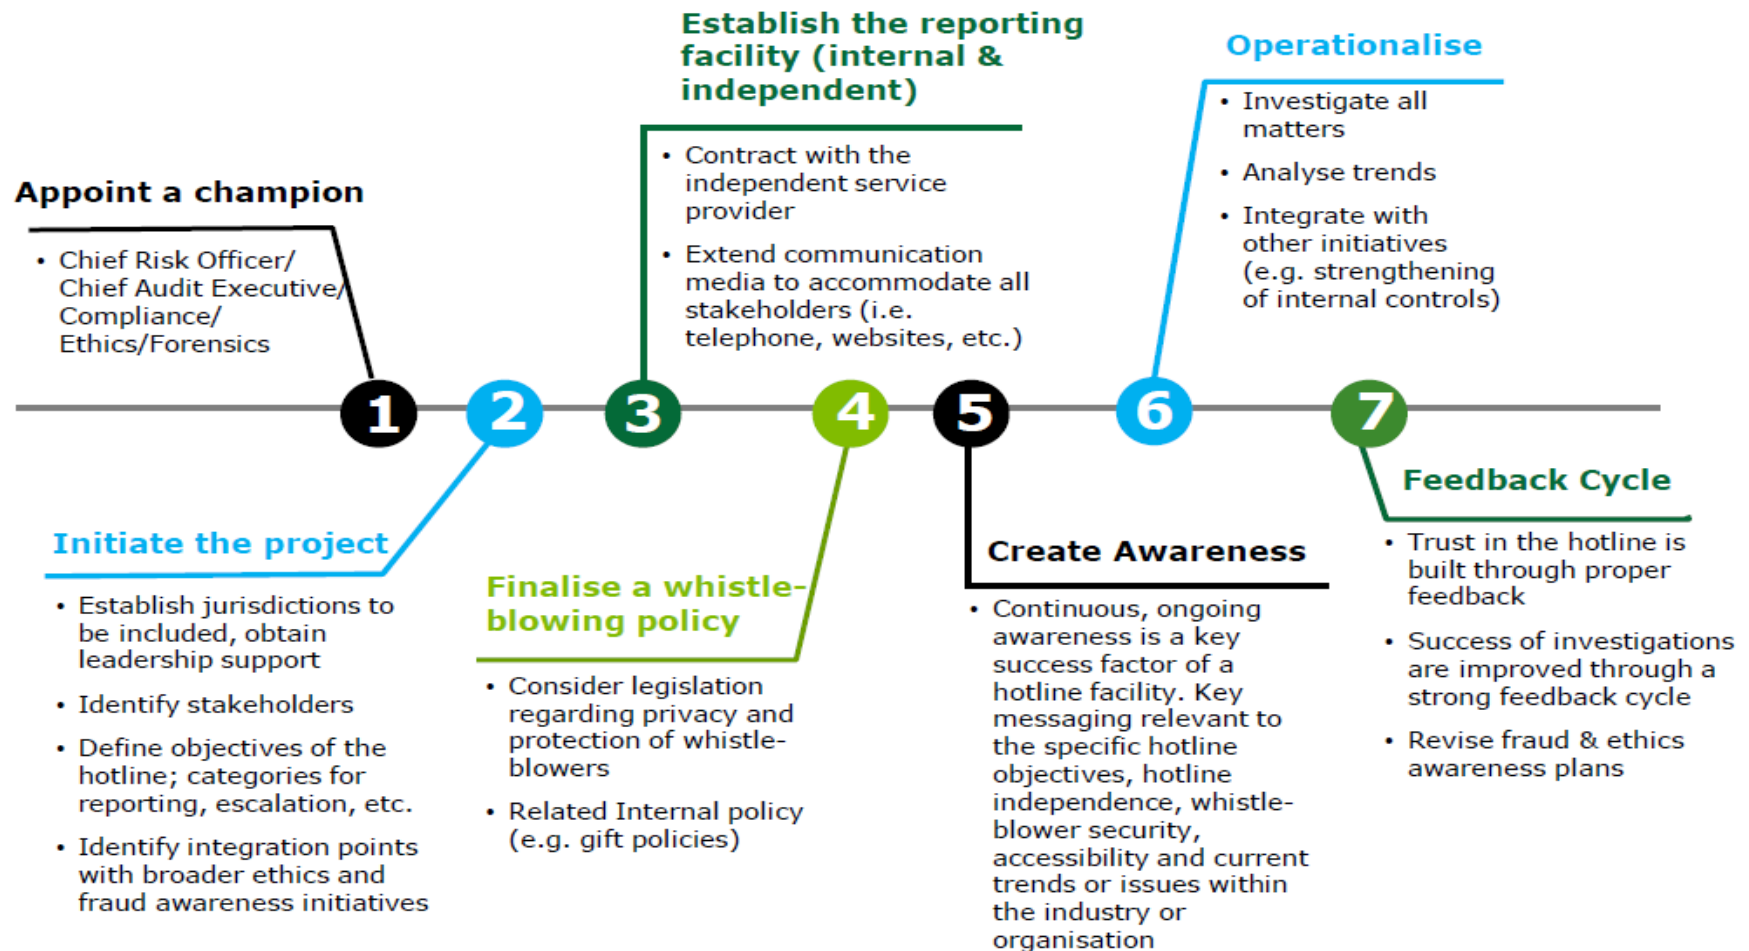 Appoint a champion
• Chief Risk Officer/
Chief Audit Executive/
Compliance/
Ethics/Forensics
1
2
Initiate the project
• Establish jurisdictions to
be included, obtain
leadership support
• Identify stakeholders
• Define objectives of the
hotline; categories for
reporting, escalation, etc.
• Identify integration points
with broader ethics and
fraud awareness initiatives
Establish the reporting
facility (internal &
independent)
• Contract with the
independent service
provider
• Extend communication
media to accommodate all
stakeholders (i.e.
telephone, websites, etc.)
3
4
Finalise a whistle-
blowing policy
• Consider legislation
regarding privacy and
protection of whistle-
blowers
• Related Internal policy
(e.g. gift policies)
5
Create Awareness
• Continuous, ongoing
awareness is a key
success factor of a
hotline facility. Key
messaging relevant to
the specific hotline
objectives, hotline
independence, whistle-
blower security,
accessibility and current
trends or issues within
the industry or
organisation
Operationalise
• Investigate all
matters
• Analyse trends
• Integrate with
other initiatives
(e.g. strengthening
of internal controls)
6
7
Feedback Cycle
• Trust in the hotline is
built through proper
feedback
• Success of investigations
are improved through a
strong feedback cycle
• Revise fraud & ethics
awareness plans